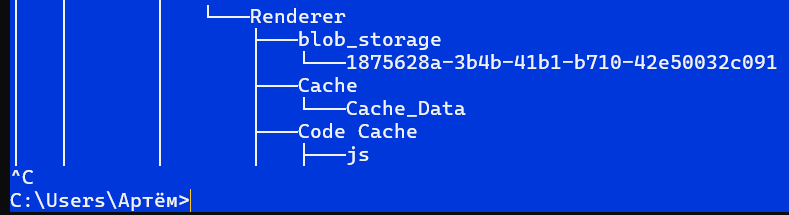 Renderer
blob_storage
1875628a-3b4b-41b1-b710-42e50032c091
Cache
Cache_Data
Code Cache
js
^C
C:\Users\Артём>